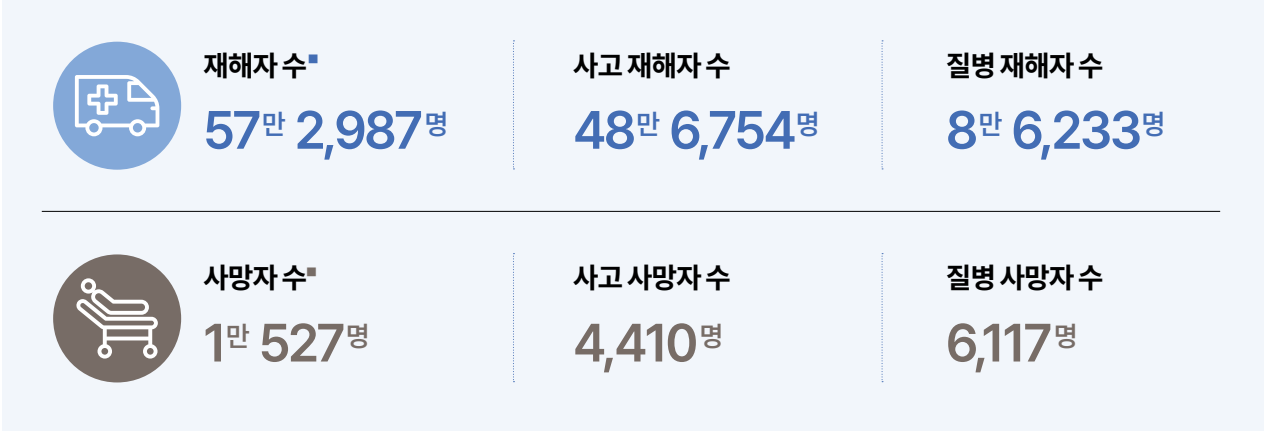 재해자 수■
사고 재해자 수
질병 재해자 수
57만 2,987명
48만 6,754명
8만 6,233명
사망자 수■
사고 사망자 수
질병 사망자 수
1만 527명
4,410명
6,117명